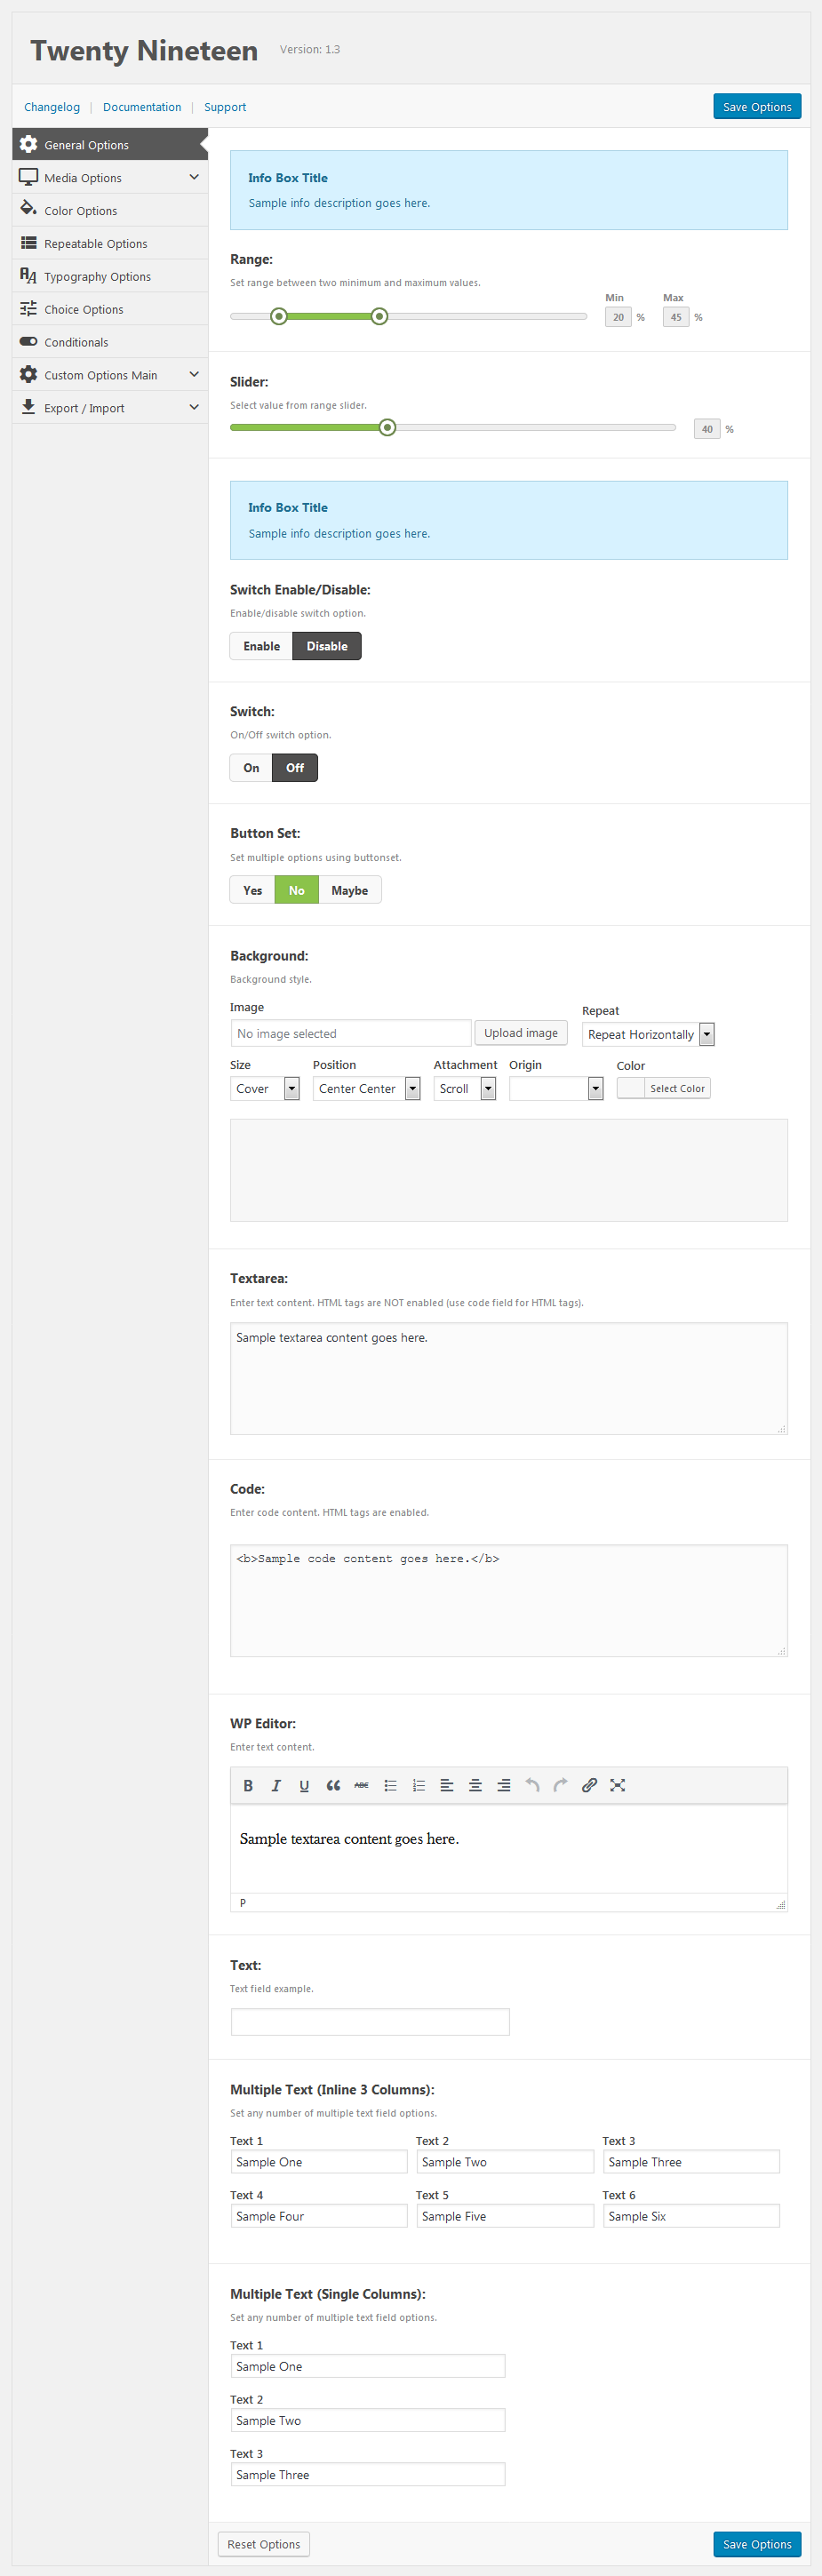 Twenty Nineteen Version: 1.3
Changelog | Documentation | Support Save Options
General Options
Media Options
Color Options
Repeatable Options
Typography Options
Choice Options
Conditionals
Custom Options Main
Export / Import
Info Box Title
Sample info description goes here.
Range:
Set range between two minimum and maximum values.
Min Max
20 % 45 %
Slider:
Select value from range slider.
40 %
Info Box Title
Sample info description goes here.
Switch Enable/Disable:
Enable/disable switch option.
Enable Disable
Switch:
On/Off switch option.
On Off
Button Set:
Set multiple options using buttonset.
Yes No Maybe
Background:
Background style.
Image Repeat
No image selected Upload image Repeat Horizontally
Size Position Attachment Origin Color
Cover Center Center Scroll Select Color
Textarea:
Enter text content. HTML tags are NOT enabled (use code field for HTML tags).
Sample textarea content goes here.
Code:
Enter code content. HTML tags are enabled.
<b>Sample code content goes here.</b>
WP Editor:
Enter text content.
B I U ABC
Sample textarea content goes here.
P
Text:
Text field example.
Multiple Text (Inline 3 Columns):
Set any number of multiple text field options.
Text 1 Text 2 Text 3
Sample One Sample Two Sample Three
Text 4 Text 5 Text 6
Sample Four Sample Five Sample Six
Multiple Text (Single Columns):
Set any number of multiple text field options.
Text 1
Sample One
Text 2
Sample Two
Text 3
Sample Three
Reset Options Save Options